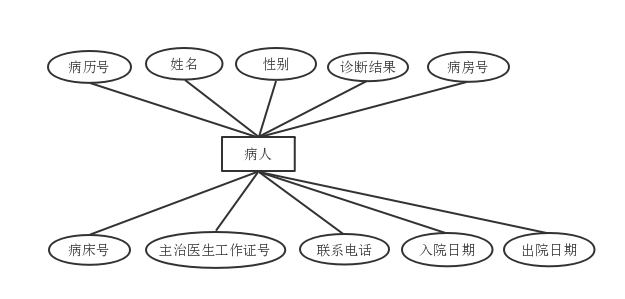 病历号
姓名
性别
诊断结果
病房号
病人
病床号
主治医生工作证号
联系电话
入院日期
出院日期